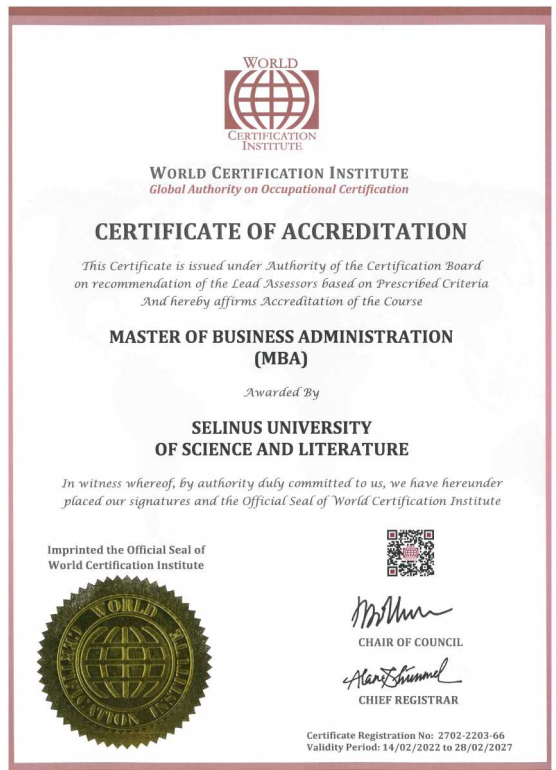 WORLD
CERTIFICATION
INSTITUTE
WORLD CERTIFICATION INSTITUTE
Global Authority on Occupational Certification
CERTIFICATE OF ACCREDITATION
This Certificate is issued under Authority of the Certification Board
on recommendation of the Lead Assessors based on Prescribed Criteria
And hereby affirms Accreditation of the Course
MASTER OF BUSINESS ADMINISTRATION
(MBA)
Awarded By
SELINUS UNIVERSITY
OF SCIENCE AND LITERATURE
In witness whereof, by authority duly committed to us, we have hereunder
placed our signatures and the Official Seal of World Certification Institute
Imprinted the Official Seal of
World Certification Institute
WORLD
CERTIFICATION
INSTITUTE
CHAIR OF COUNCIL
CHIEF REGISTRAR
Certificate Registration No: 2702-2203-66
Validity Period: 14/02/2022 to 28/02/2027